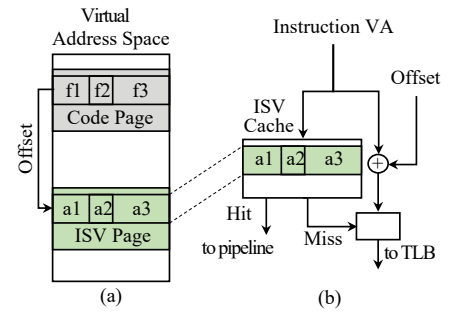 Virtual
Address Space
f1 f2 f3
Code Page
Offset
a1 a2 a3
ISV Page
(a)
Instruction VA
Offset
ISV
Cache
a1 a2 a3
+
Hit
to pipeline
Miss
to TLB
(b)